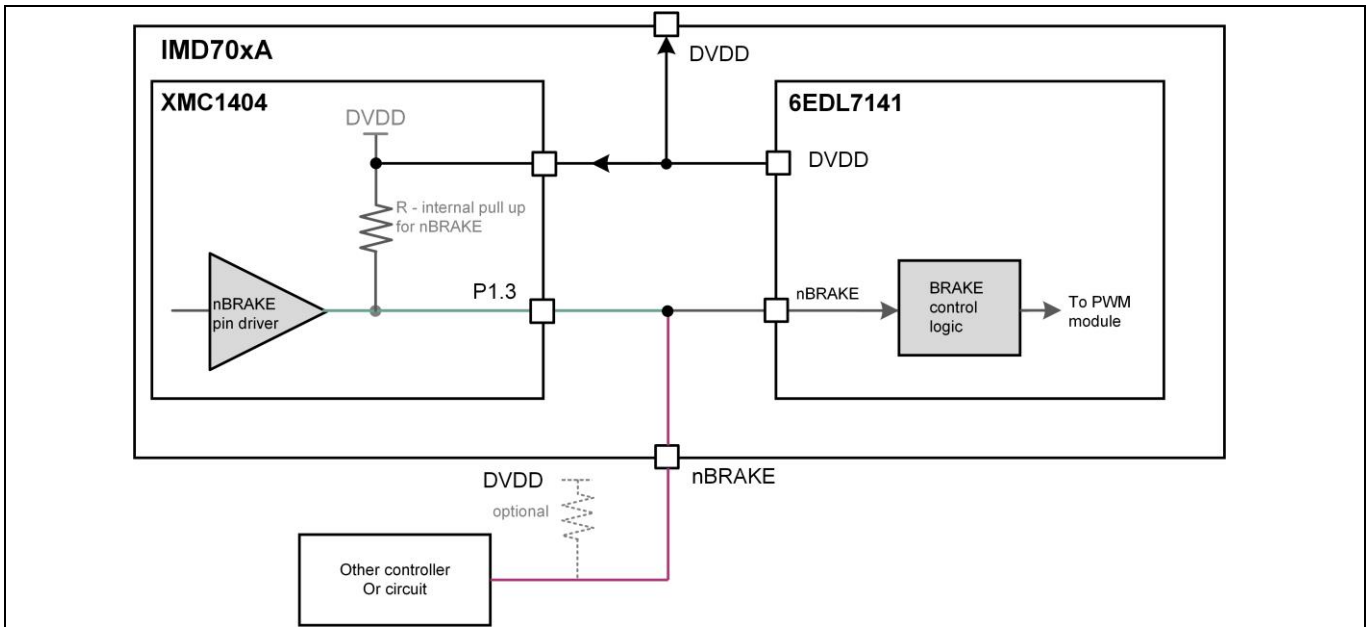 IMD70xA
DVDD
XMC1404
6EDL7141
DVDD
DVDD
R - internal pull up
for nBRAKE
nBRAKE
pin driver
P1.3
nBRAKE
BRAKE
control
logic
To PWM
module
DVDD
optional
nBRAKE
Other controller
Or circuit